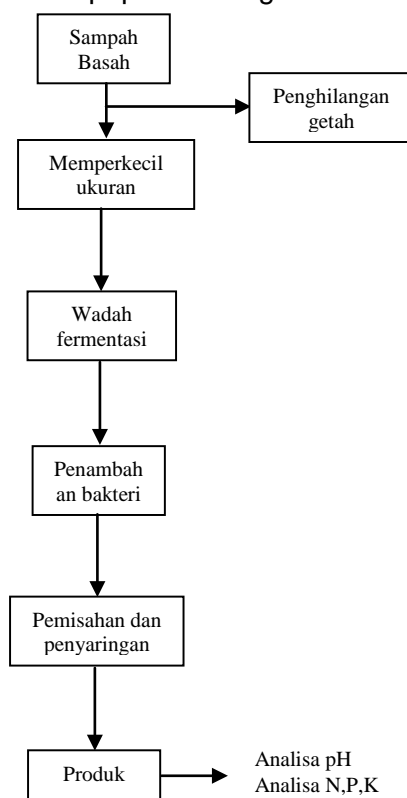 Sampah
Basah
Penghilangan
getah
Memperkecil
ukuran
Wadah
fermentasi
Penambah
an bakteri
Pemisahan dan
penyaringan
Produk
Analisa pH
Analisa N,P,K